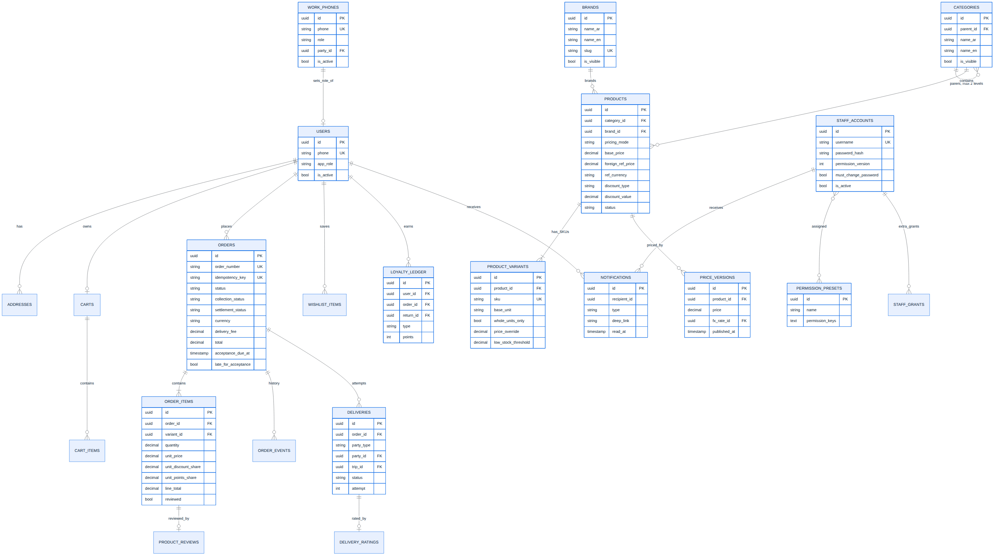 WORK_PHONES
uuid id PK
string phone UK
string role
uuid party_id FK
bool is_active
BRANDS
uuid id PK
string name_ar
string name_en
string slug UK
bool is_visible
CATEGORIES
uuid id PK
uuid parent_id FK
string name_ar
string name_en
bool is_visible
sets_role_of
brands
contains
parent, max 2 levels
PRODUCTS
uuid id PK
uuid category_id FK
uuid brand_id FK
string pricing_mode
decimal base_price
decimal foreign_ref_price
string ref_currency
string discount_type
decimal discount_value
string status
STAFF_ACCOUNTS
uuid id PK
string username UK
string password_hash
int permission_version
bool must_change_password
bool is_active
USERS
uuid id PK
string phone UK
string app_role
bool is_active
has
owns
places
saves
earns
receives
has_SKUs
priced_by
receives
assigned
extra_grants
ORDERS
uuid id PK
string order_number UK
string idempotency_key UK
string status
string collection_status
string settlement_status
string currency
decimal delivery_fee
decimal total
timestamp acceptance_due_at
bool late_for_acceptance
ADDRESSES
CARTS
WISHLIST_ITEMS
LOYALTY_LEDGER
uuid id PK
uuid user_id FK
uuid order_id FK
uuid return_id FK
string type
int points
PRODUCT_VARIANTS
uuid id PK
uuid product_id FK
string sku UK
string base_unit
bool whole_units_only
decimal price_override
decimal low_stock_threshold
NOTIFICATIONS
uuid id PK
uuid recipient_id
string type
string deep_link
timestamp read_at
PRICE_VERSIONS
uuid id PK
uuid product_id FK
decimal price
uuid fx_rate_id FK
timestamp published_at
PERMISSION_PRESETS
uuid id PK
string name
text permission_keys
STAFF_GRANTS
contains
contains
history
attempts
CART_ITEMS
ORDER_ITEMS
uuid id PK
uuid order_id FK
uuid variant_id FK
decimal quantity
decimal unit_price
decimal unit_discount_share
decimal unit_points_share
decimal line_total
bool reviewed
ORDER_EVENTS
DELIVERIES
uuid id PK
uuid order_id FK
string party_type
uuid party_id FK
uuid trip_id FK
string status
int attempt
reviewed_by
rated_by
PRODUCT_REVIEWS
DELIVERY_RATINGS